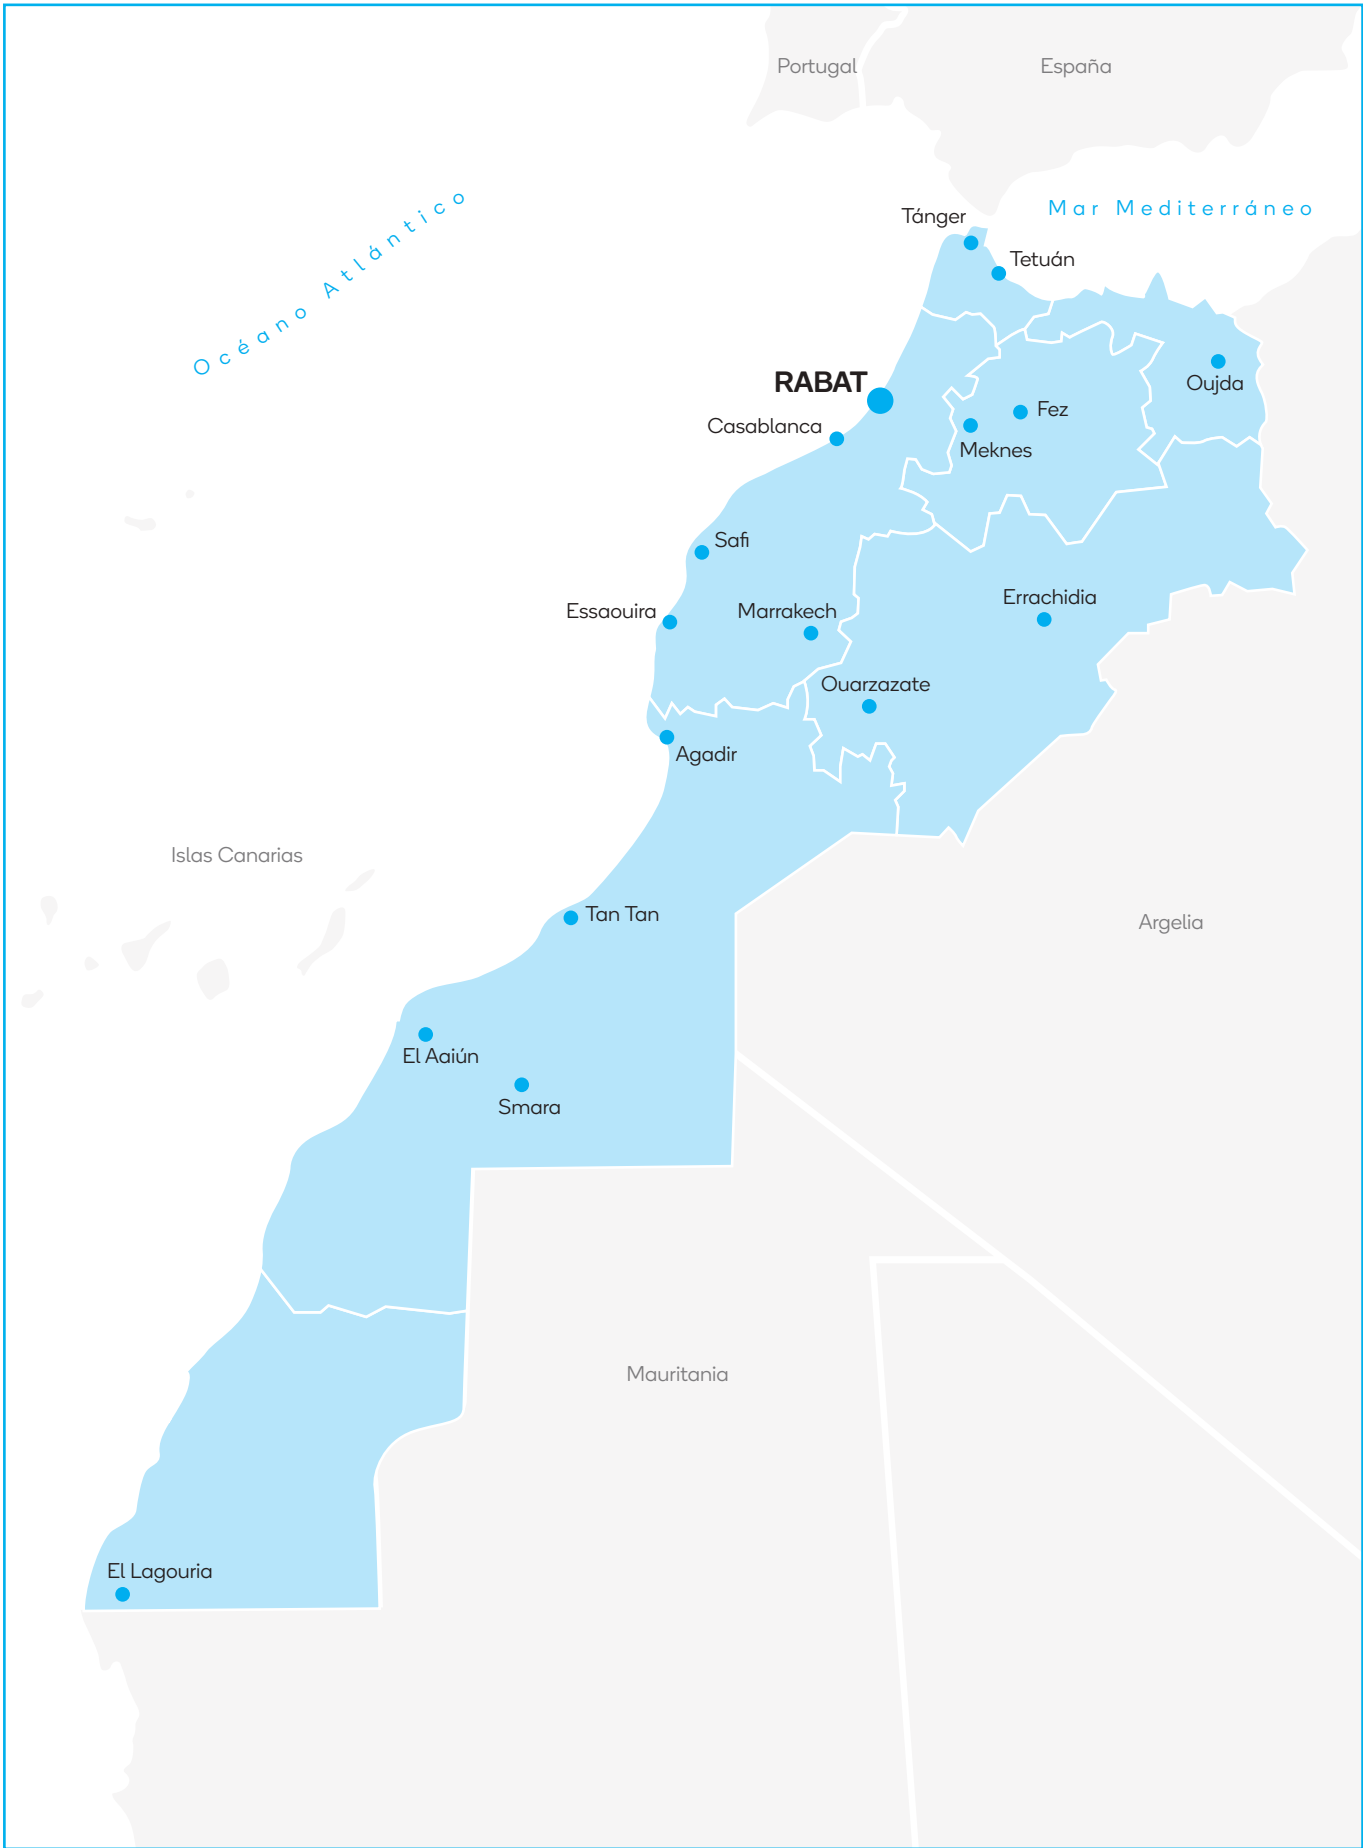 Portugal
España
Océano Atlántico
Mar Mediterráneo
Tánger
Tetuán
RABAT
Oujda
Casablanca
Fez
Meknes
Safi
Errachidia
Essaouira
Marrakech
Ouarzazate
Agadir
Islas Canarias
Tan Tan
Argelia
El Aaiún
Smara
Mauritania
El Lagouria